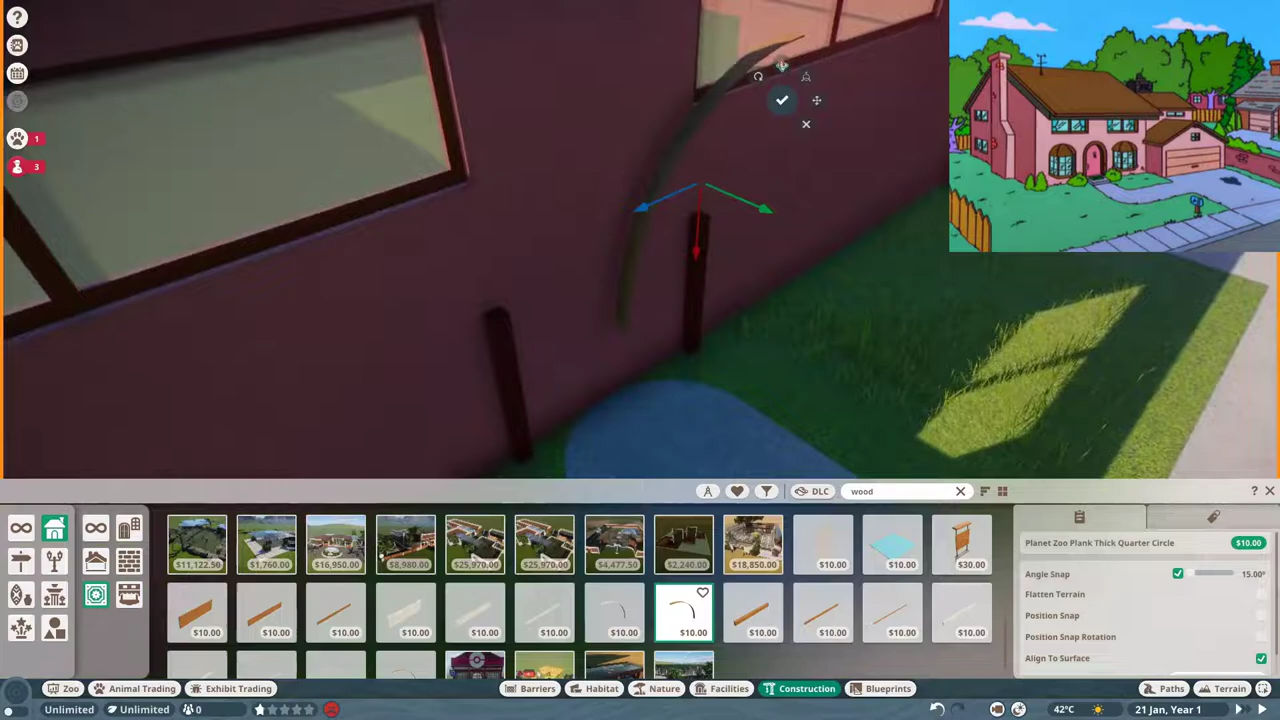 ?
1
3
DLC
wood
? ×
$11,122.50
$1,760.00
$16,950.00
$8,980.00
$25,970.00
$25,970.00
$4,477.50
$2,240.00
$18,850.00
$10.00
$10.00
$30.00
$10.00
$10.00
$10.00
$10.00
$10.00
$10.00
$10.00
$10.00
$10.00
$10.00
$10.00
$10.00
Planet Zoo Plank Thick Quarter Circle $10.00
Angle Snap 15.00°
Flatten Terrain
Position Snap
Position Snap Rotation
Align To Surface
Zoo Animal Trading Exhibit Trading Barriers Habitat Nature Facilities Construction Blueprints Paths Terrain
Unlimited Unlimited 0 42°C 21 Jan, Year 1